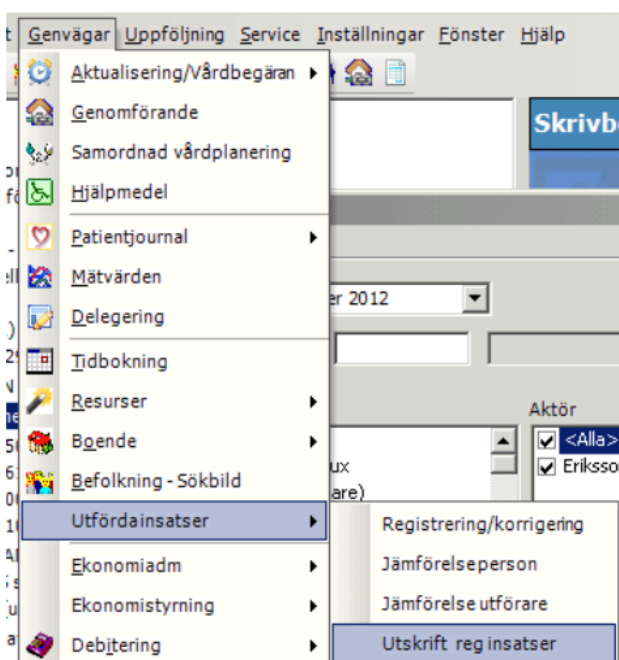 Genvägar Uppföljning Service Inställningar Fönster Hjälp
Aktualisering/Vårdbegäran
Genomförande
Samordnad vårdplanering
Hjälpmedel
Patientjournal
Mätvärden
Delegering
Tidbokning
Resurser
Boende
Befolkning - Sökbild
Utfördainsatser
Ekonomiadm
Ekonomistyrning
Debitering
Registrering/korrigering
Jämförelseperson
Jämförelse utförare
Utskrift reg insatser
Skrivb
er 2012
Aktör
<Alla>
Eriksso
ux
are)